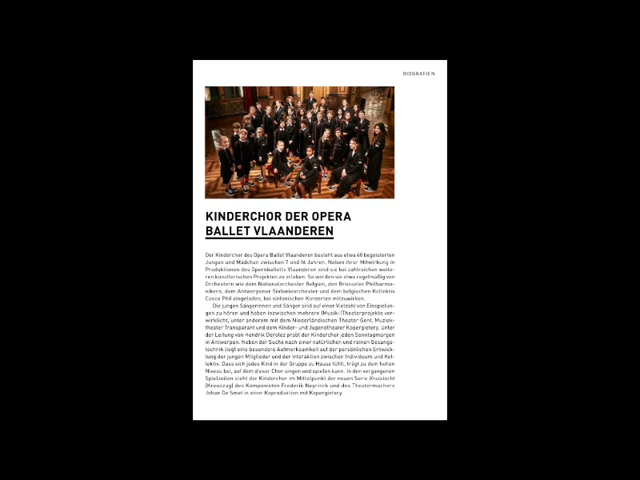 BIOGRAFIEN
KINDERCHOR DER OPERA
BALLET VLAANDEREN
Der Kinderchor des Opera Ballet Vlaanderen besteht aus etwa 60 begeisterten
Jungen und Mädchen zwischen 7 und 16 Jahren. Neben ihrer Mitwirkung in
Produktionen des Opernballetts Vlaanderen sind sie bei zahlreichen weite-
ren künstlerischen Projekten zu erleben. So werden sie etwa regelmäßig von
Orchestern wie dem Nationalorchester Belgien, den Brüsseler Philharmo-
nikern, dem Antwerpener Sinfonieorchester und dem belgischen Kollektiv
Casco Phil eingeladen, bei sinfonischen Konzerten mitzuwirken.
Die jungen Sängerinnen und Sänger sind auf einer Vielzahl von Einspielun-
gen zu hören und haben inzwischen mehrere (Musik-)Theaterprojekte ver-
wirklicht, unter anderem mit dem Niederländischen Theater Gent, Muziek-
theater Transparant und dem Kinder- und Jugendtheater Kopergietery. Unter
der Leitung von Hendrik Derolez probt der Kinderchor jeden Sonntagmorgen
in Antwerpen. Neben der Suche nach einer natürlichen und reinen Gesangs-
technik liegt eine besondere Aufmerksamkeit auf der persönlichen Entwick-
lung der jungen Mitglieder und der Interaktion zwischen Individuum und Kol-
lektiv. Dass sich jedes Kind in der Gruppe zu Hause fühlt, trägt zu dem hohen
Niveau bei, auf dem dieser Chor singen und spielen kann. In den vergangenen
Spielzeiten steht der Kinderchor im Mittelpunkt der neuen Serie Kruistocht
(Kreuzzug) des Komponisten Frederik Neyrinck und des Theatermachers
Johan De Smet in einer Koproduktion mit Kopergietery.